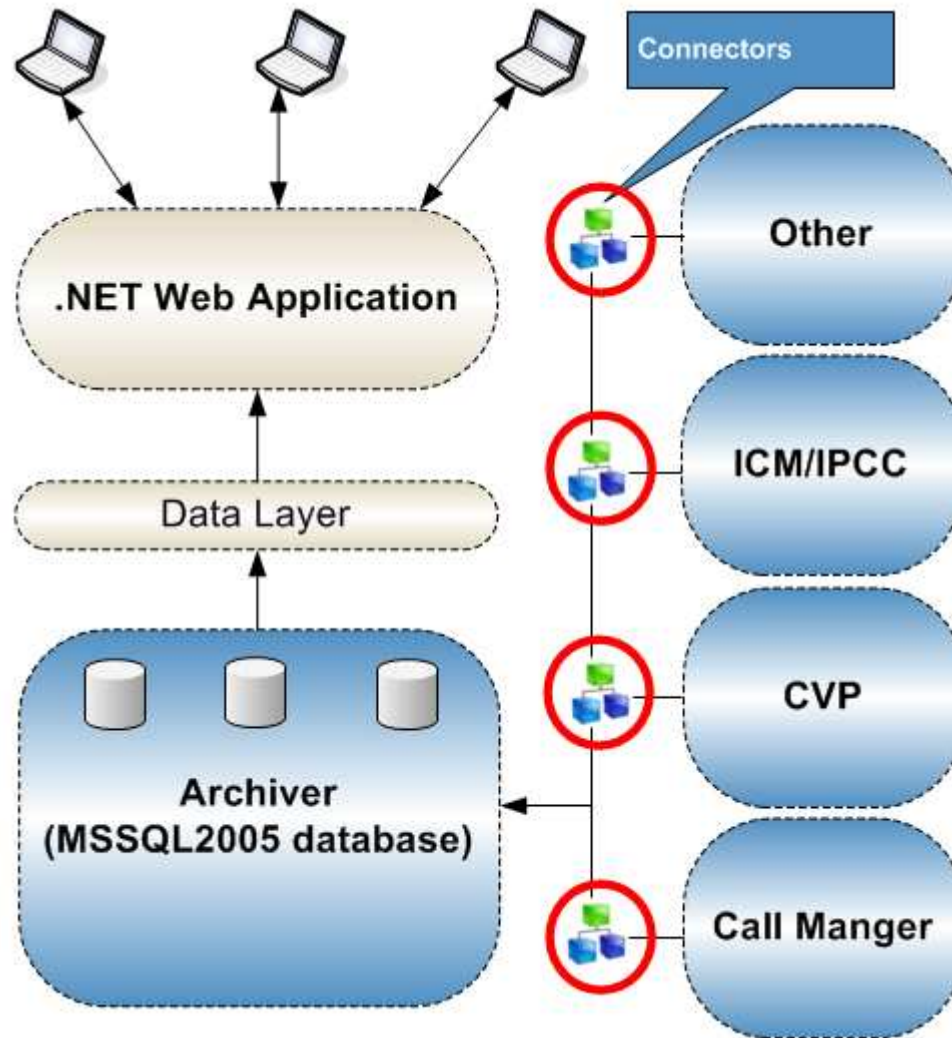 Connectors
Other
.NET Web Application
ICM/IPCC
Data Layer
CVP
Archiver
(MSSQL2005 database)
Call Manger